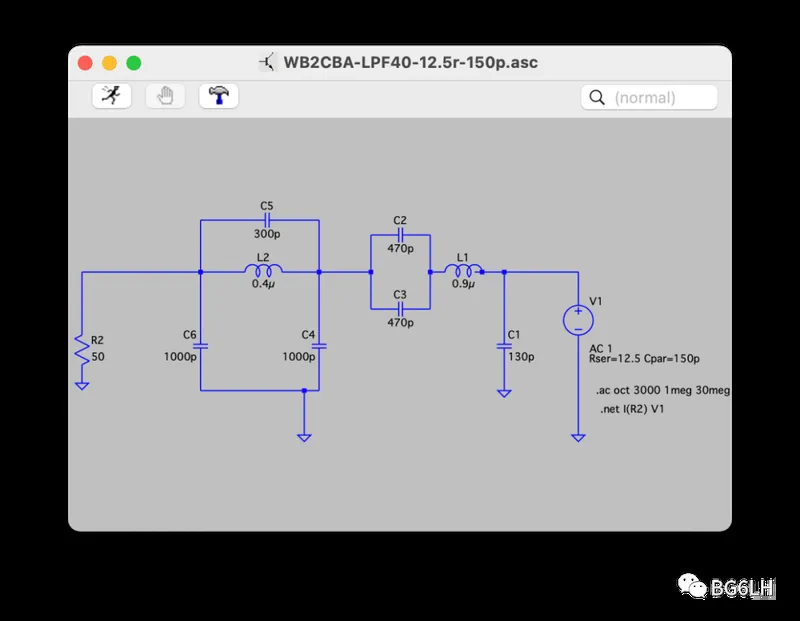 WB2CBA-LPF40-12.5r-150p.asc
(normal)
C5
300p
C2
470p
L2
0.4µ
L1
0.9µ
C3
470p
V1
R2
50
C6
1000p
C4
1000p
C1
130p
AC 1
Rser=12.5 Cpar=150p
.ac oct 3000 1meg 30meg
.net I(R2) V1
BG6LH